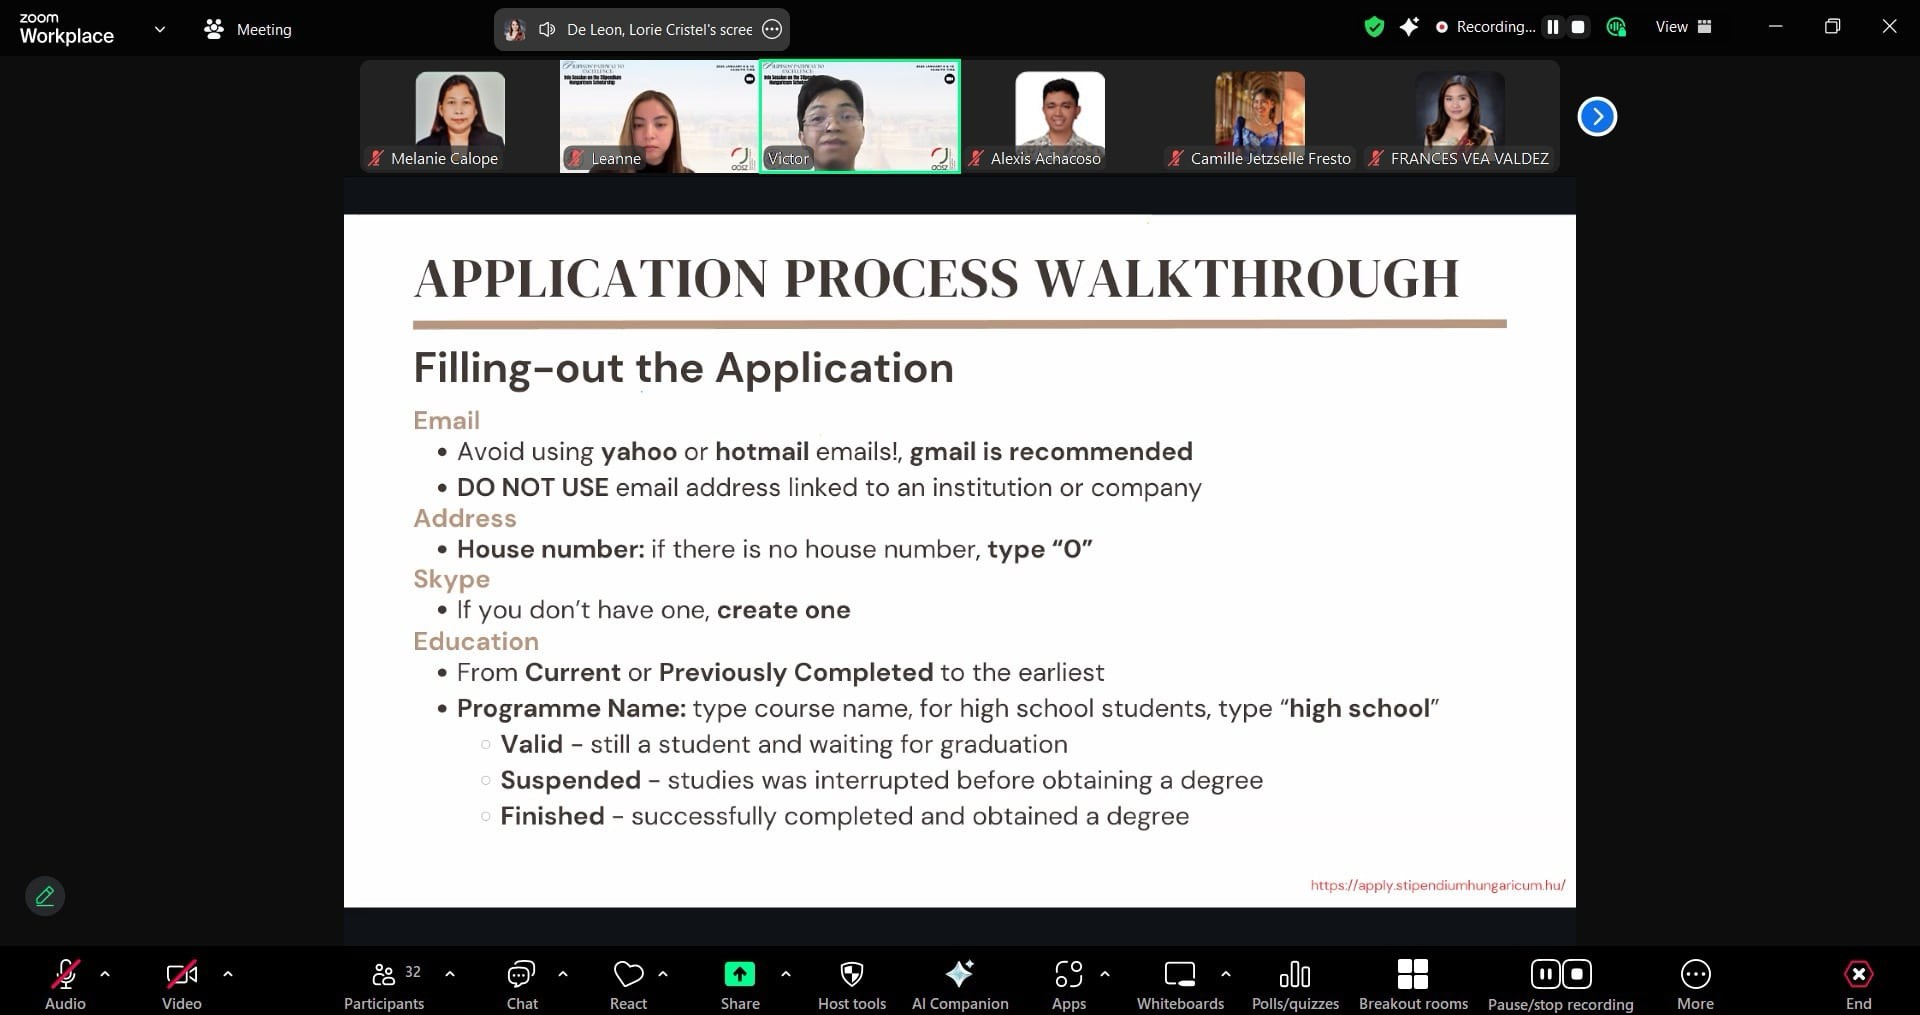 zoom
Workplace
Meeting
De Leon, Lorie Cristel's scree
Recording...
View
Melanie Calope
Leanne
Victor
Alexis Achacoso
Camille Jetzselle Fresto
FRANCES VEA VALDEZ
APPLICATION PROCESS WALKTHROUGH
Filling-out the Application
Email
• Avoid using yahoo or hotmail emails!, gmail is recommended
• DO NOT USE email address linked to an institution or company
Address
• House number: if there is no house number, type “0”
Skype
• If you don’t have one, create one
Education
• From Current or Previously Completed to the earliest
• Programme Name: type course name, for high school students, type “high school”
○ Valid - still a student and waiting for graduation
○ Suspended - studies was interrupted before obtaining a degree
○ Finished - successfully completed and obtained a degree
https://apply.stipendiumhungaricum.hu/
Audio
Video
32
Participants
Chat
React
Share
Host tools
AI Companion
Apps
Whiteboards
Polls/quizzes
Breakout rooms
Pause/stop recording
More
End